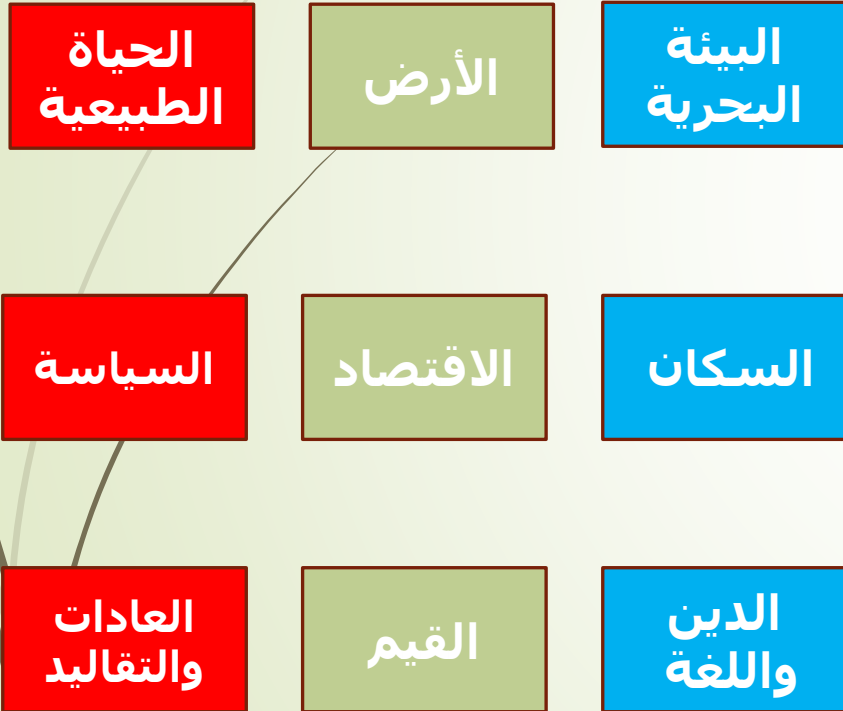 البيئة
البحرية
الأرض
الحياة
الطبيعية
السكان
الاقتصاد
السياسة
الدين
واللغة
القيم
العادات
والتقاليد